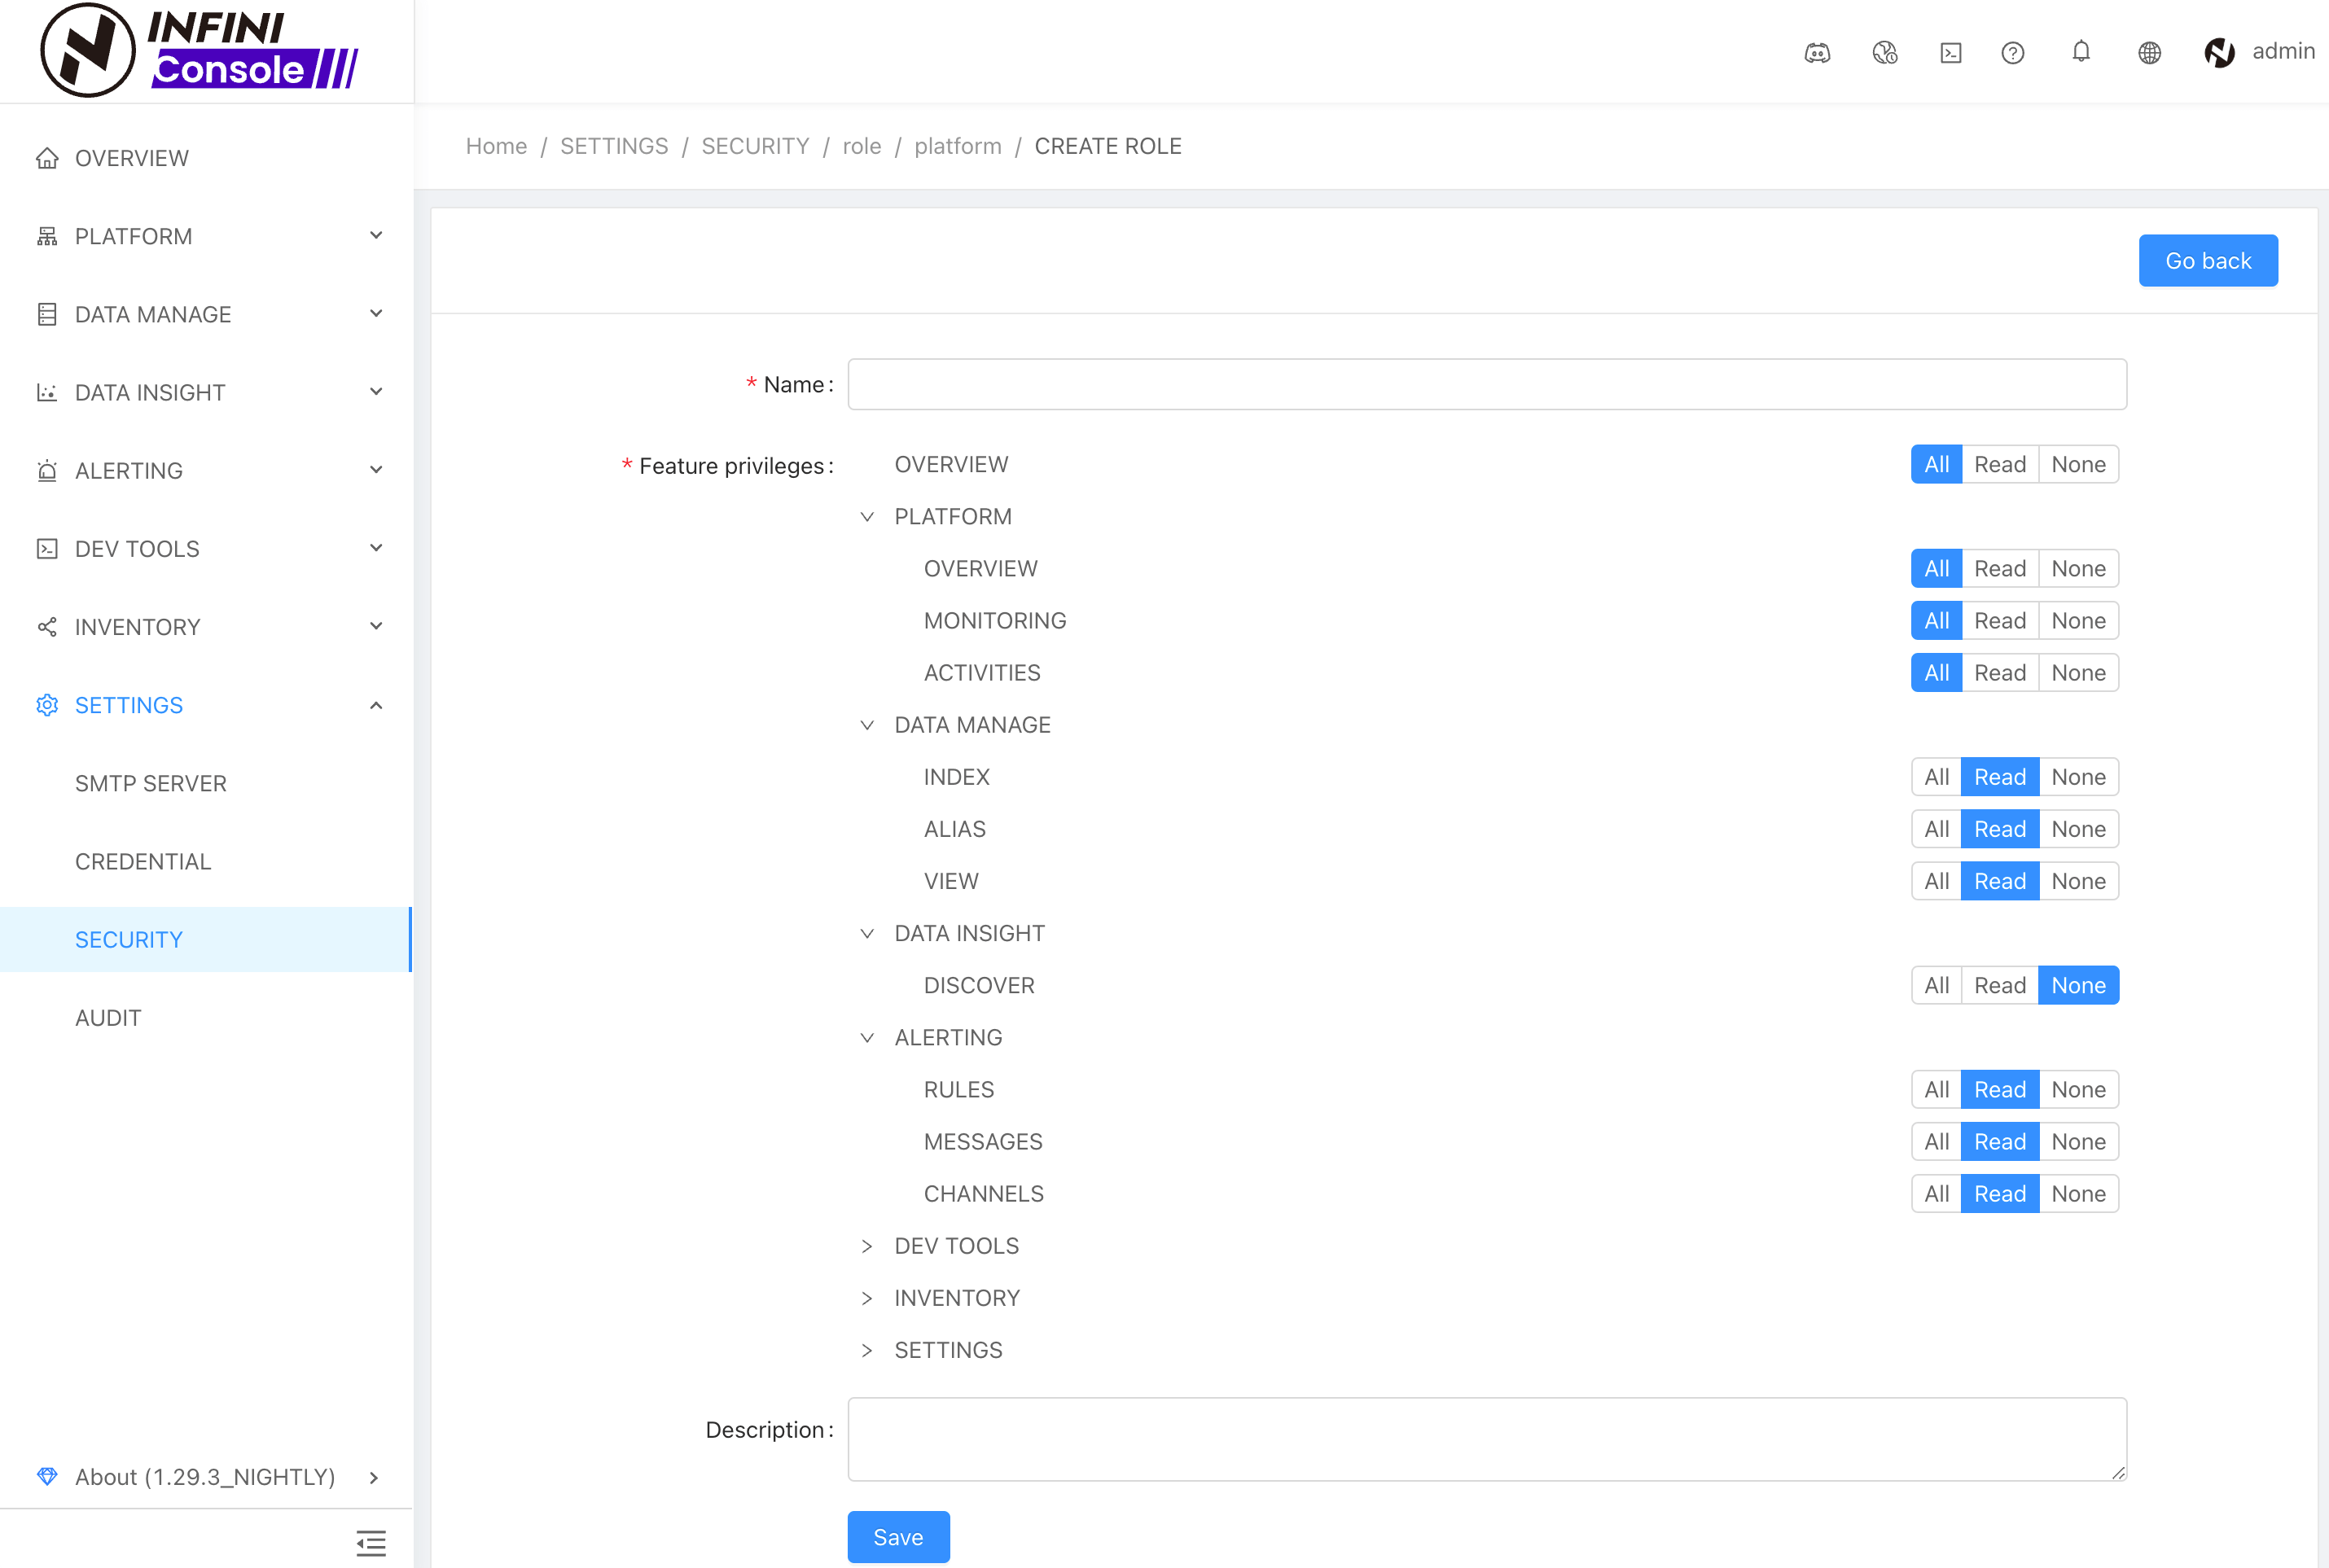 INFINI
Console
admin
OVERVIEW
PLATFORM
DATA MANAGE
DATA INSIGHT
ALERTING
DEV TOOLS
INVENTORY
SETTINGS
SMTP SERVER
CREDENTIAL
SECURITY
AUDIT
About (1.29.3_NIGHTLY)
Home / SETTINGS / SECURITY / role / platform / CREATE ROLE
Go back
* Name :
* Feature privileges : OVERVIEW All Read None
PLATFORM
OVERVIEW All Read None
MONITORING All Read None
ACTIVITIES All Read None
DATA MANAGE
INDEX All Read None
ALIAS All Read None
VIEW All Read None
DATA INSIGHT
DISCOVER All Read None
ALERTING
RULES All Read None
MESSAGES All Read None
CHANNELS All Read None
DEV TOOLS
INVENTORY
SETTINGS
Description :
Save